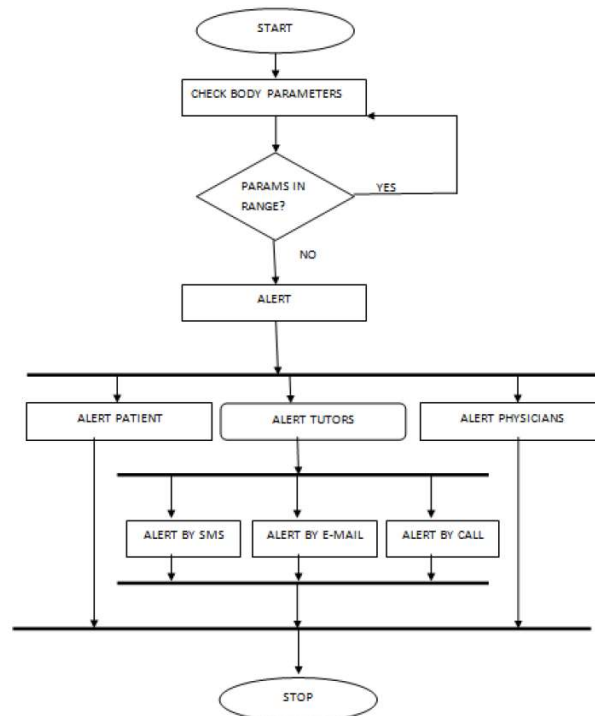 START
CHECK BODY PARAMETERS
PARAMS IN
RANGE?
YES
NO
ALERT
ALERT PATIENT
ALERT TUTORS
ALERT PHYSICIANS
ALERT BY SMS
ALERT BY E-MAIL
ALERT BY CALL
STOP